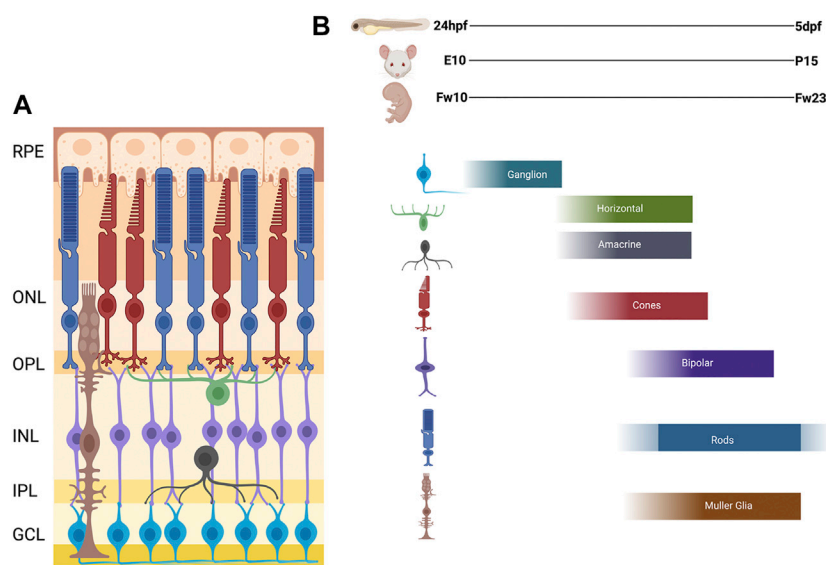 A
RPE
ONL
OPL
INL
IPL
GCL
B
24hpf 5dpf
E10 P15
Fw10 Fw23
Ganglion
Horizontal
Amacrine
Cones
Bipolar
Rods
Muller Glia